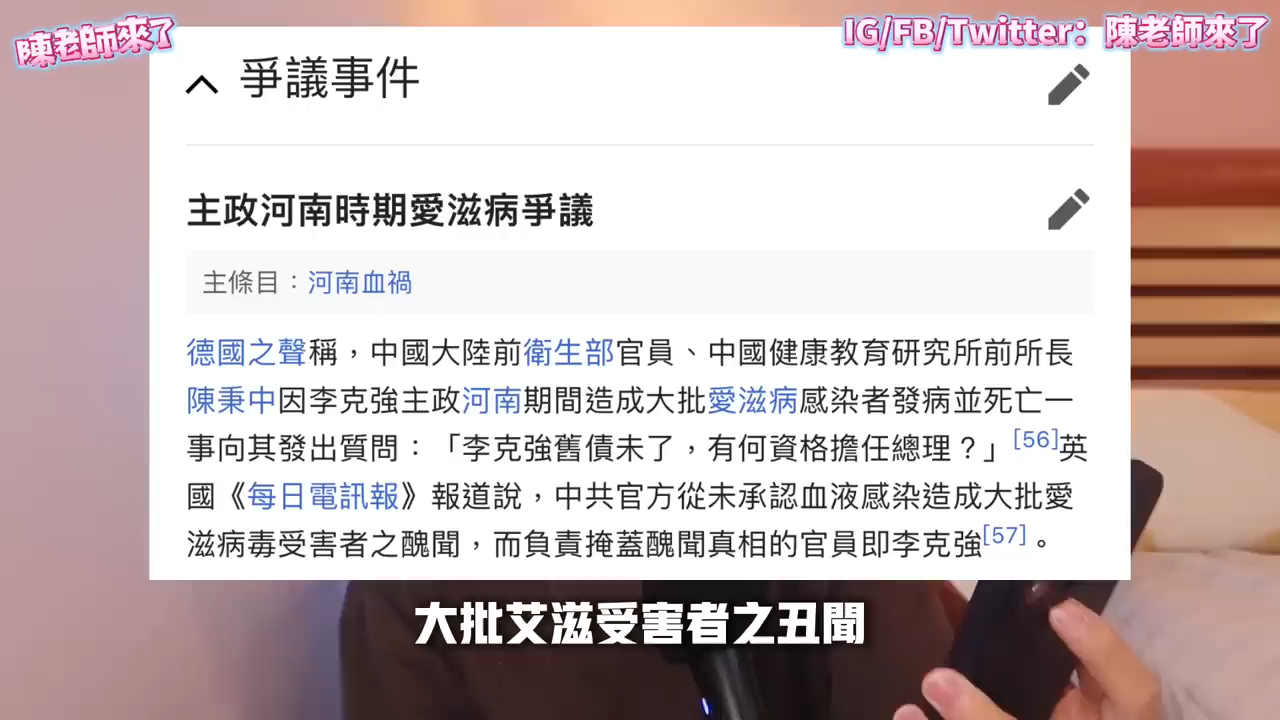 陳老師來了
IG/FB/Twitter：陳老師來了
爭議事件
主政河南時期愛滋病爭議
主條目：河南血禍
德國之聲稱，中國大陸前衛生部官員、中國健康教育研究所前所長
陳秉中因李克強主政河南期間造成大批愛滋病感染者發病並死亡一
事向其發出質問：「李克強舊債未了，有何資格擔任總理？」[56]英
國《每日電訊報》報道說，中共官方從未承認血液感染造成大批愛
滋病毒受害者之醜聞，而負責掩蓋醜聞真相的官員即李克強[57]。
大批艾滋受害者之丑聞